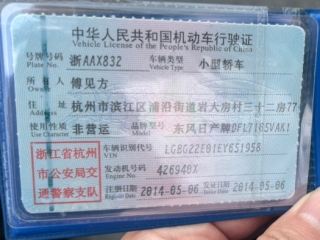 中华人民共和国机动车行驶证
Vehicle License of the People's Republic of China
号牌号码 浙AAX832 车辆类型 小型轿车
Plate No. Vehicle Type
所有人 傅见方
Owner
住址 杭州市滨江区浦沿街道岩大房村三十二房77
Address
使用性质 非营运 品牌型号 东风日产牌DFL7165VAK1
浙江省杭州 车辆识别代号 LGBG22E01EY651958
VIN
市公安局交 发动机号码 426940X
Engine No.
通警察支队 注册日期 2014-05-06 发证日期 2014-05-06